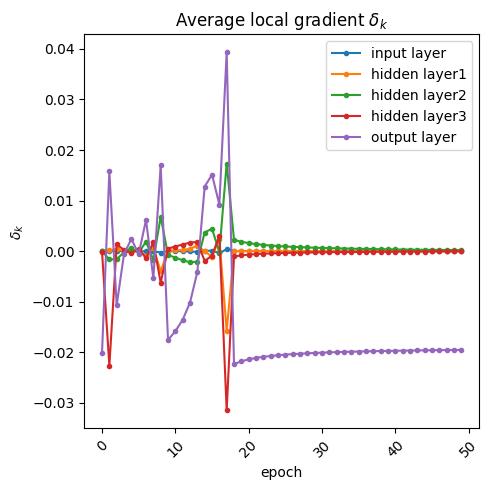 Average local gradient δₖ
input layer
hidden layer1
hidden layer2
hidden layer3
output layer
0.04
0.03
0.02
0.01
0.00
−0.01
−0.02
−0.03
δₖ
0
10
20
30
40
50
epoch